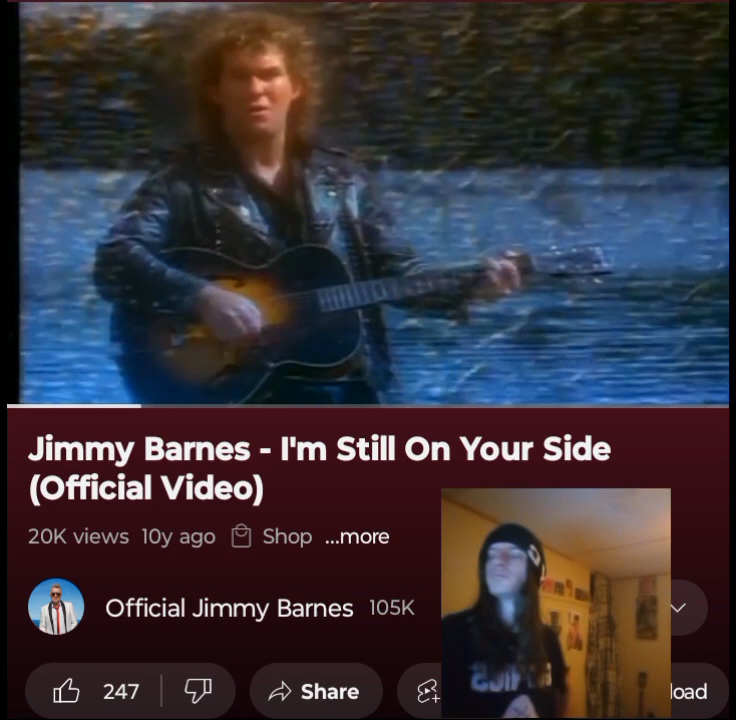 Jimmy Barnes - I'm Still On Your Side
(Official Video)
20K views 10y ago Shop ...more
Official Jimmy Barnes 105K
247 Share load